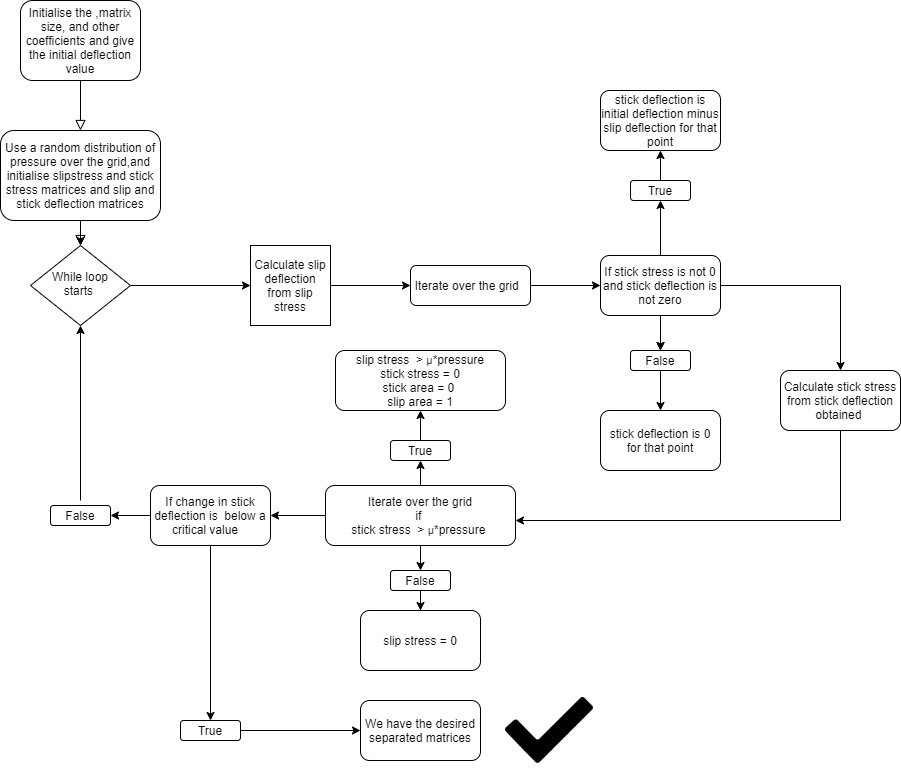 Initialise the ,matrix
size, and other
coefficients and give
the initial deflection
value
Use a random distribution of
pressure over the grid,and
initialise slipstress and stick
stress matrices and slip and
stick deflection matrices
While loop
starts
Calculate slip
deflection
from slip
stress
Iterate over the grid
If stick stress is not 0
and stick deflection is
not zero
True
stick deflection is
initial deflection minus
slip deflection for that
point
False
stick deflection is 0
for that point
Calculate stick stress
from stick deflection
obtained
Iterate over the grid
if
stick stress > μ*pressure
True
slip stress > μ*pressure
stick stress = 0
stick area = 0
slip area = 1
False
slip stress = 0
If change in stick
deflection is below a
critical value
False
True
We have the desired
separated matrices